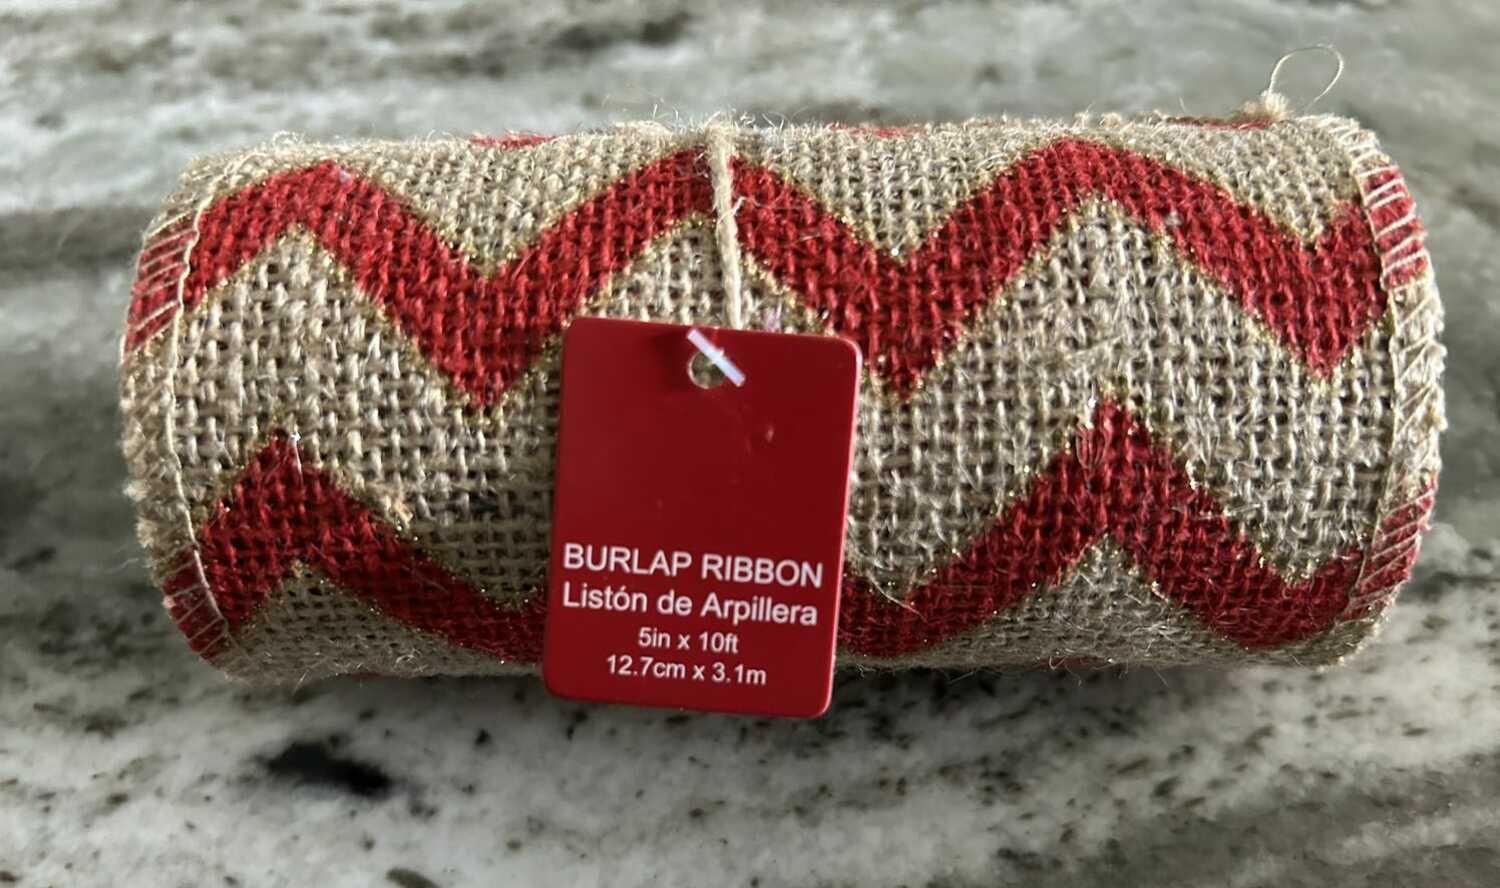 BURLAP RIBBON
Listón de Arpillera
5in x 10ft
12.7cm x 3.1m